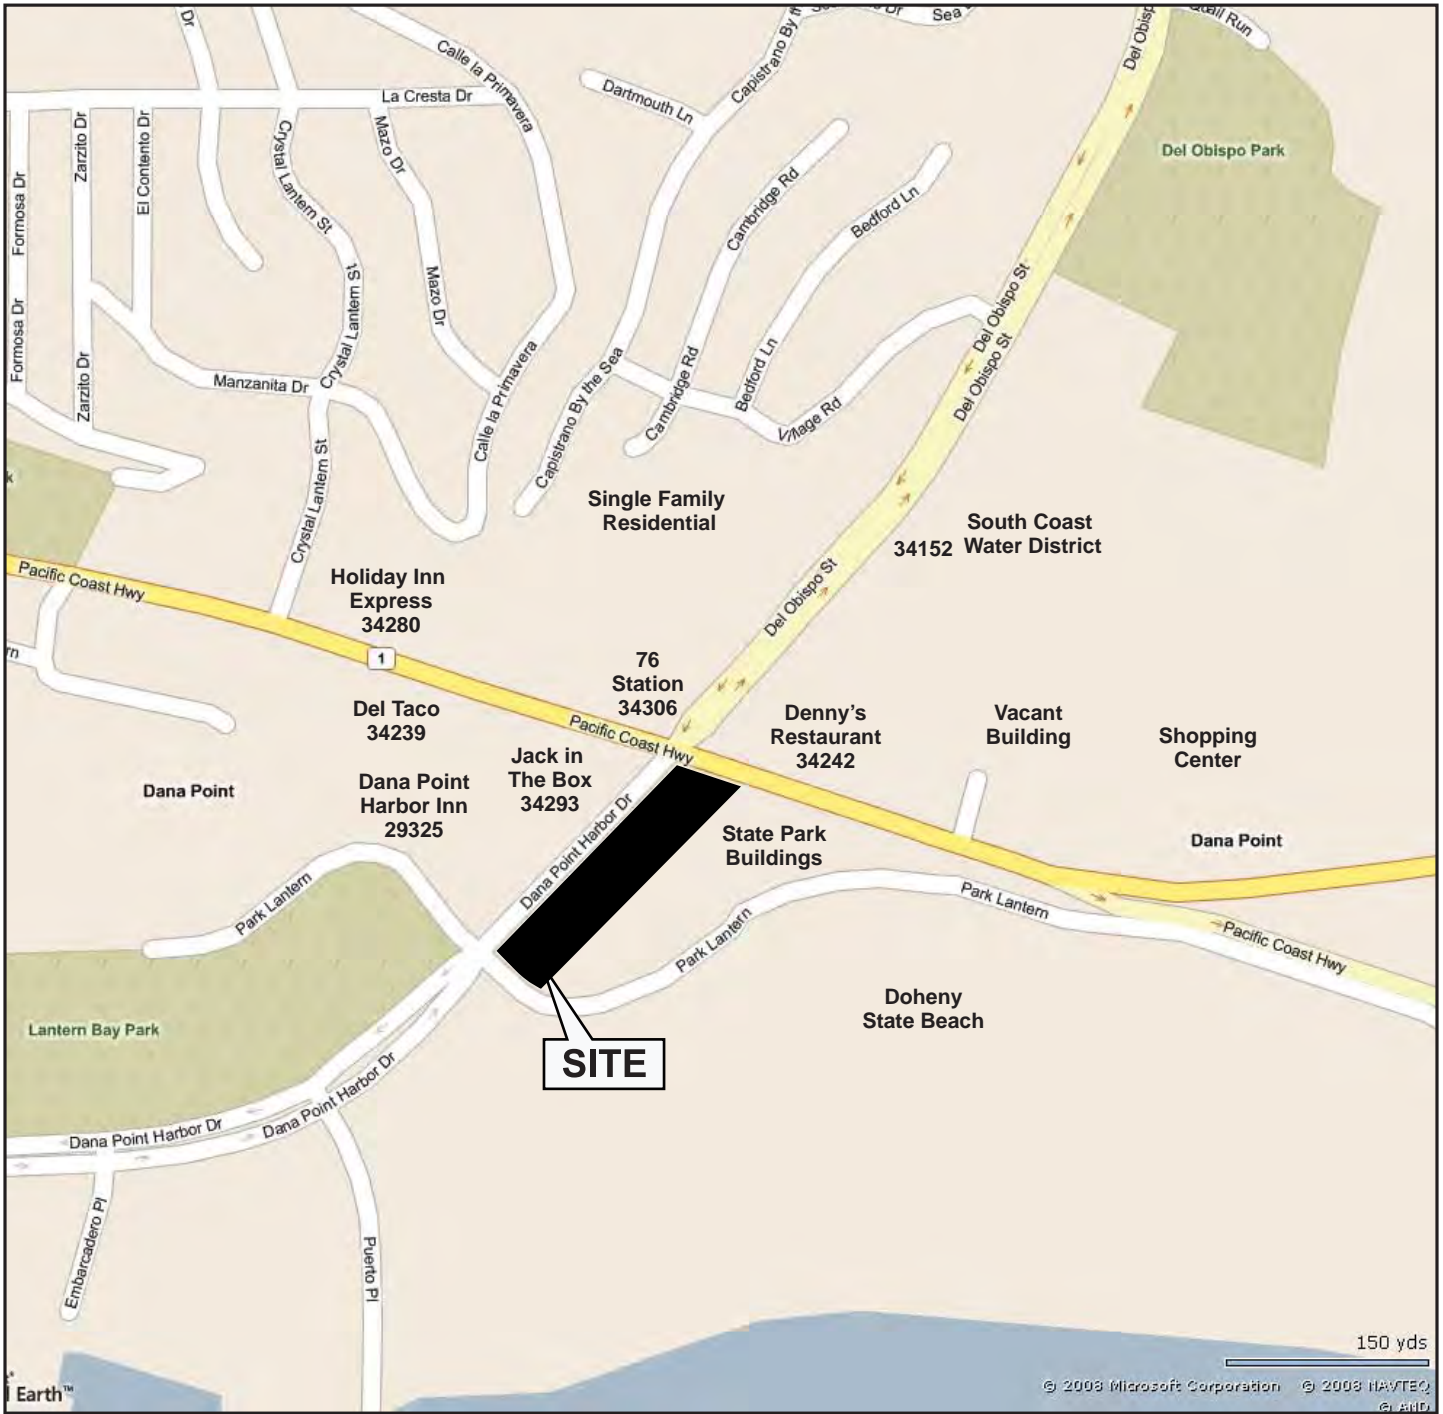 Dr
Sea
Quail Run
Del Obisp
Calle la Primavera
La Cresta Dr
Dartmouth Ln
Capistrano By th
Zarzito Dr
El Contento Dr
Crystal Lantern St
Mazo Dr
Formosa Dr
Cambridge Rd
Bedford Ln
Del Obispo Park
Formosa Dr
Zarzito Dr
Crystal Lantern St
Mazo Dr
Del Obispo St
Del Obispo St
Manzanita Dr
Calle la Primavera
Capistrano By the Sea
Cambridge Rd
Bedford Ln
Village Rd
k
Crystal Lantern St
Single Family
Residential
South Coast
34152 Water District
Pacific Coast Hwy
Holiday Inn
Express
34280
Del Obispo St
rn
1
76
Station
34306
Del Taco
34239
Pacific Coast Hwy
Denny's
Restaurant
34242
Vacant
Building
Shopping
Center
Dana Point
Dana Point
Harbor Inn
29325
Jack in
The Box
34293
Dana Point Harbor Dr
State Park
Buildings
Dana Point
Park Lantern
Park Lantern
Park Lantern
Pacific Coast Hwy
Doheny
State Beach
Lantern Bay Park
SITE
Dana Point Harbor Dr
Dana Point Harbor Dr
Embarcadero Pl
Puerto Pl
150 yds
l Earth™
© 2008 Microsoft Corporation © 2008 NAVTEQ
© AND